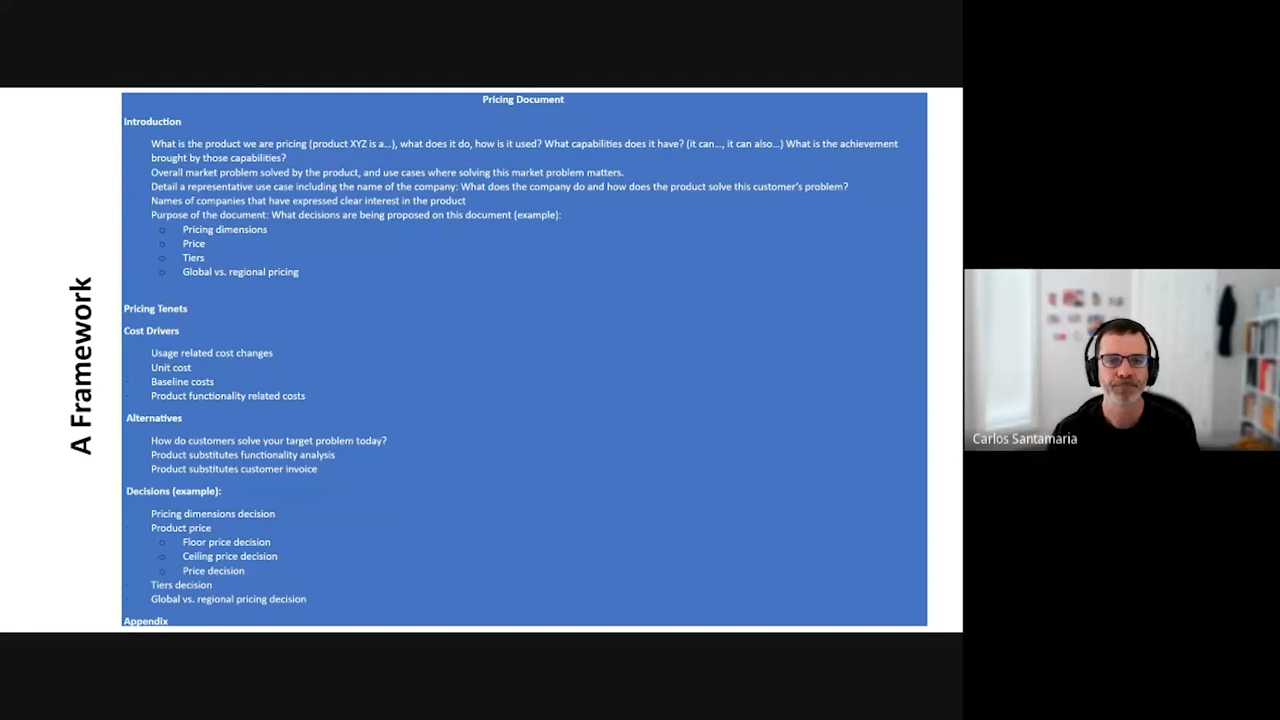 A Framework
Pricing Document
Introduction
What is the product we are pricing (product XYZ is a...), what does it do, how is it used? What capabilities does it have? (it can..., it can also...) What is the achievement
brought by those capabilities?
Overall market problem solved by the product, and use cases where solving this market problem matters.
Detail a representative use case including the name of the company: What does the company do and how does the product solve this customer's problem?
Names of companies that have expressed clear interest in the product
Purpose of the document: What decisions are being proposed on this document (example):
Pricing dimensions
Price
Tiers
Global vs. regional pricing
Pricing Tenets
Cost Drivers
Usage related cost changes
Unit cost
Baseline costs
Product functionality related costs
Alternatives
How do customers solve your target problem today?
Product substitutes functionality analysis
Product substitutes customer invoice
Decisions (example):
Pricing dimensions decision
Product price
Floor price decision
Ceiling price decision
Price decision
Tiers decision
Global vs. regional pricing decision
Appendix
Carlos Santamaria